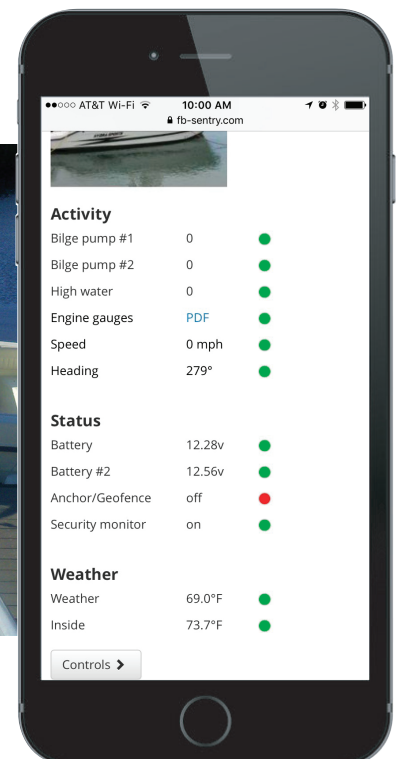 AT&T Wi-Fi 10:00 AM
fb-sentry.com
Activity
Bilge pump #1 0
Bilge pump #2 0
High water 0
Engine gauges PDF
Speed 0 mph
Heading 279°
Status
Battery 12.28v
Battery #2 12.56v
Anchor/Geofence off
Security monitor on
Weather
Weather 69.0°F
Inside 73.7°F
Controls